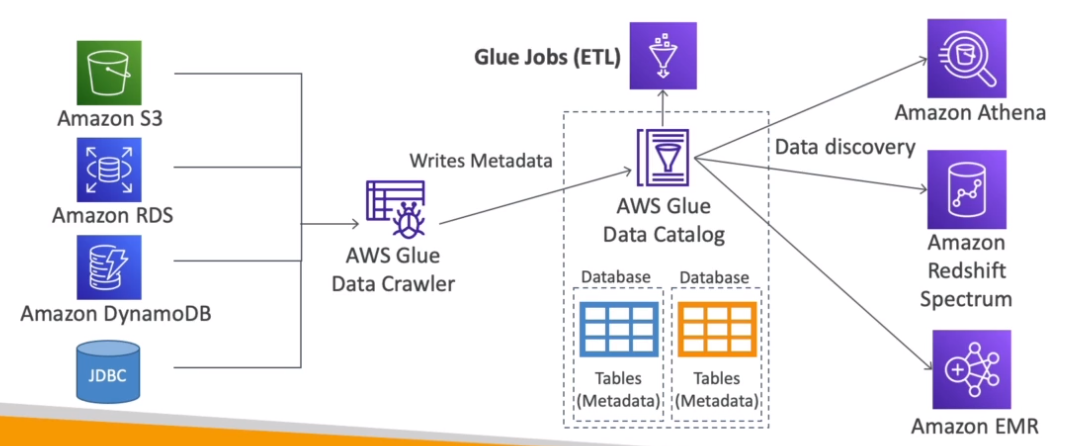 Amazon S3
Amazon RDS
Amazon DynamoDB
JDBC
AWS Glue
Data Crawler
Writes Metadata
Glue Jobs (ETL)
AWS Glue
Data Catalog
Database
Tables
(Metadata)
Database
Tables
(Metadata)
Data discovery
Amazon Athena
Amazon
Redshift
Spectrum
Amazon EMR